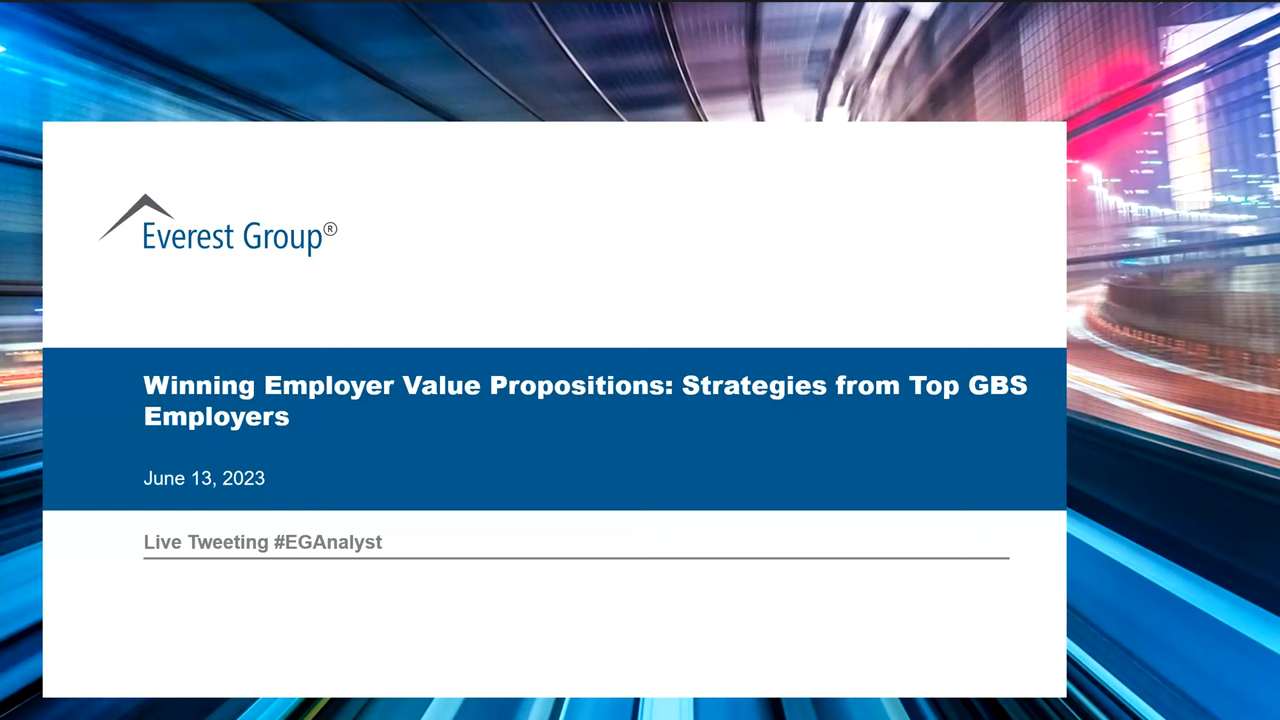 Everest Group®
Winning Employer Value Propositions: Strategies from Top GBS
Employers
June 13, 2023
Live Tweeting #EGAnalyst